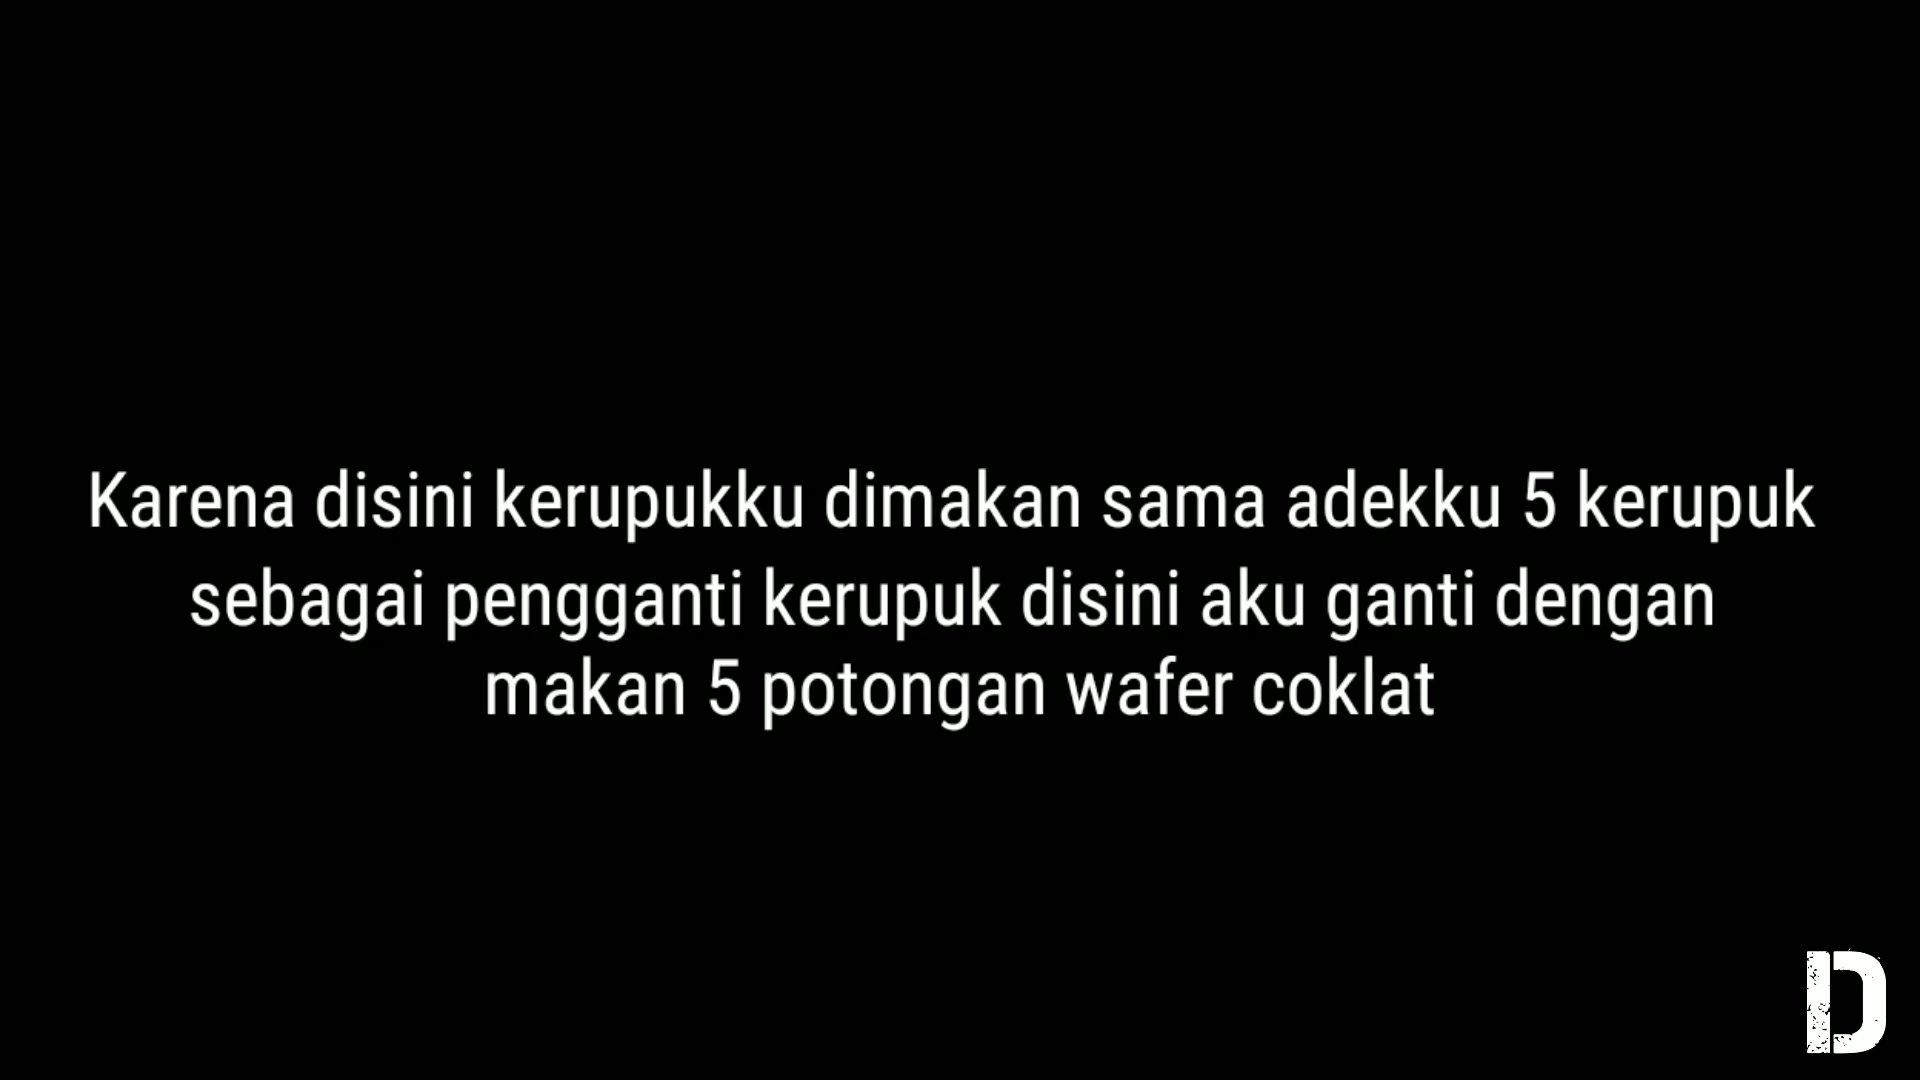 Karena disini kerupukku dimakan sama adekku 5 kerupuk
sebagai pengganti kerupuk disini aku ganti dengan
makan 5 potongan wafer coklat
D